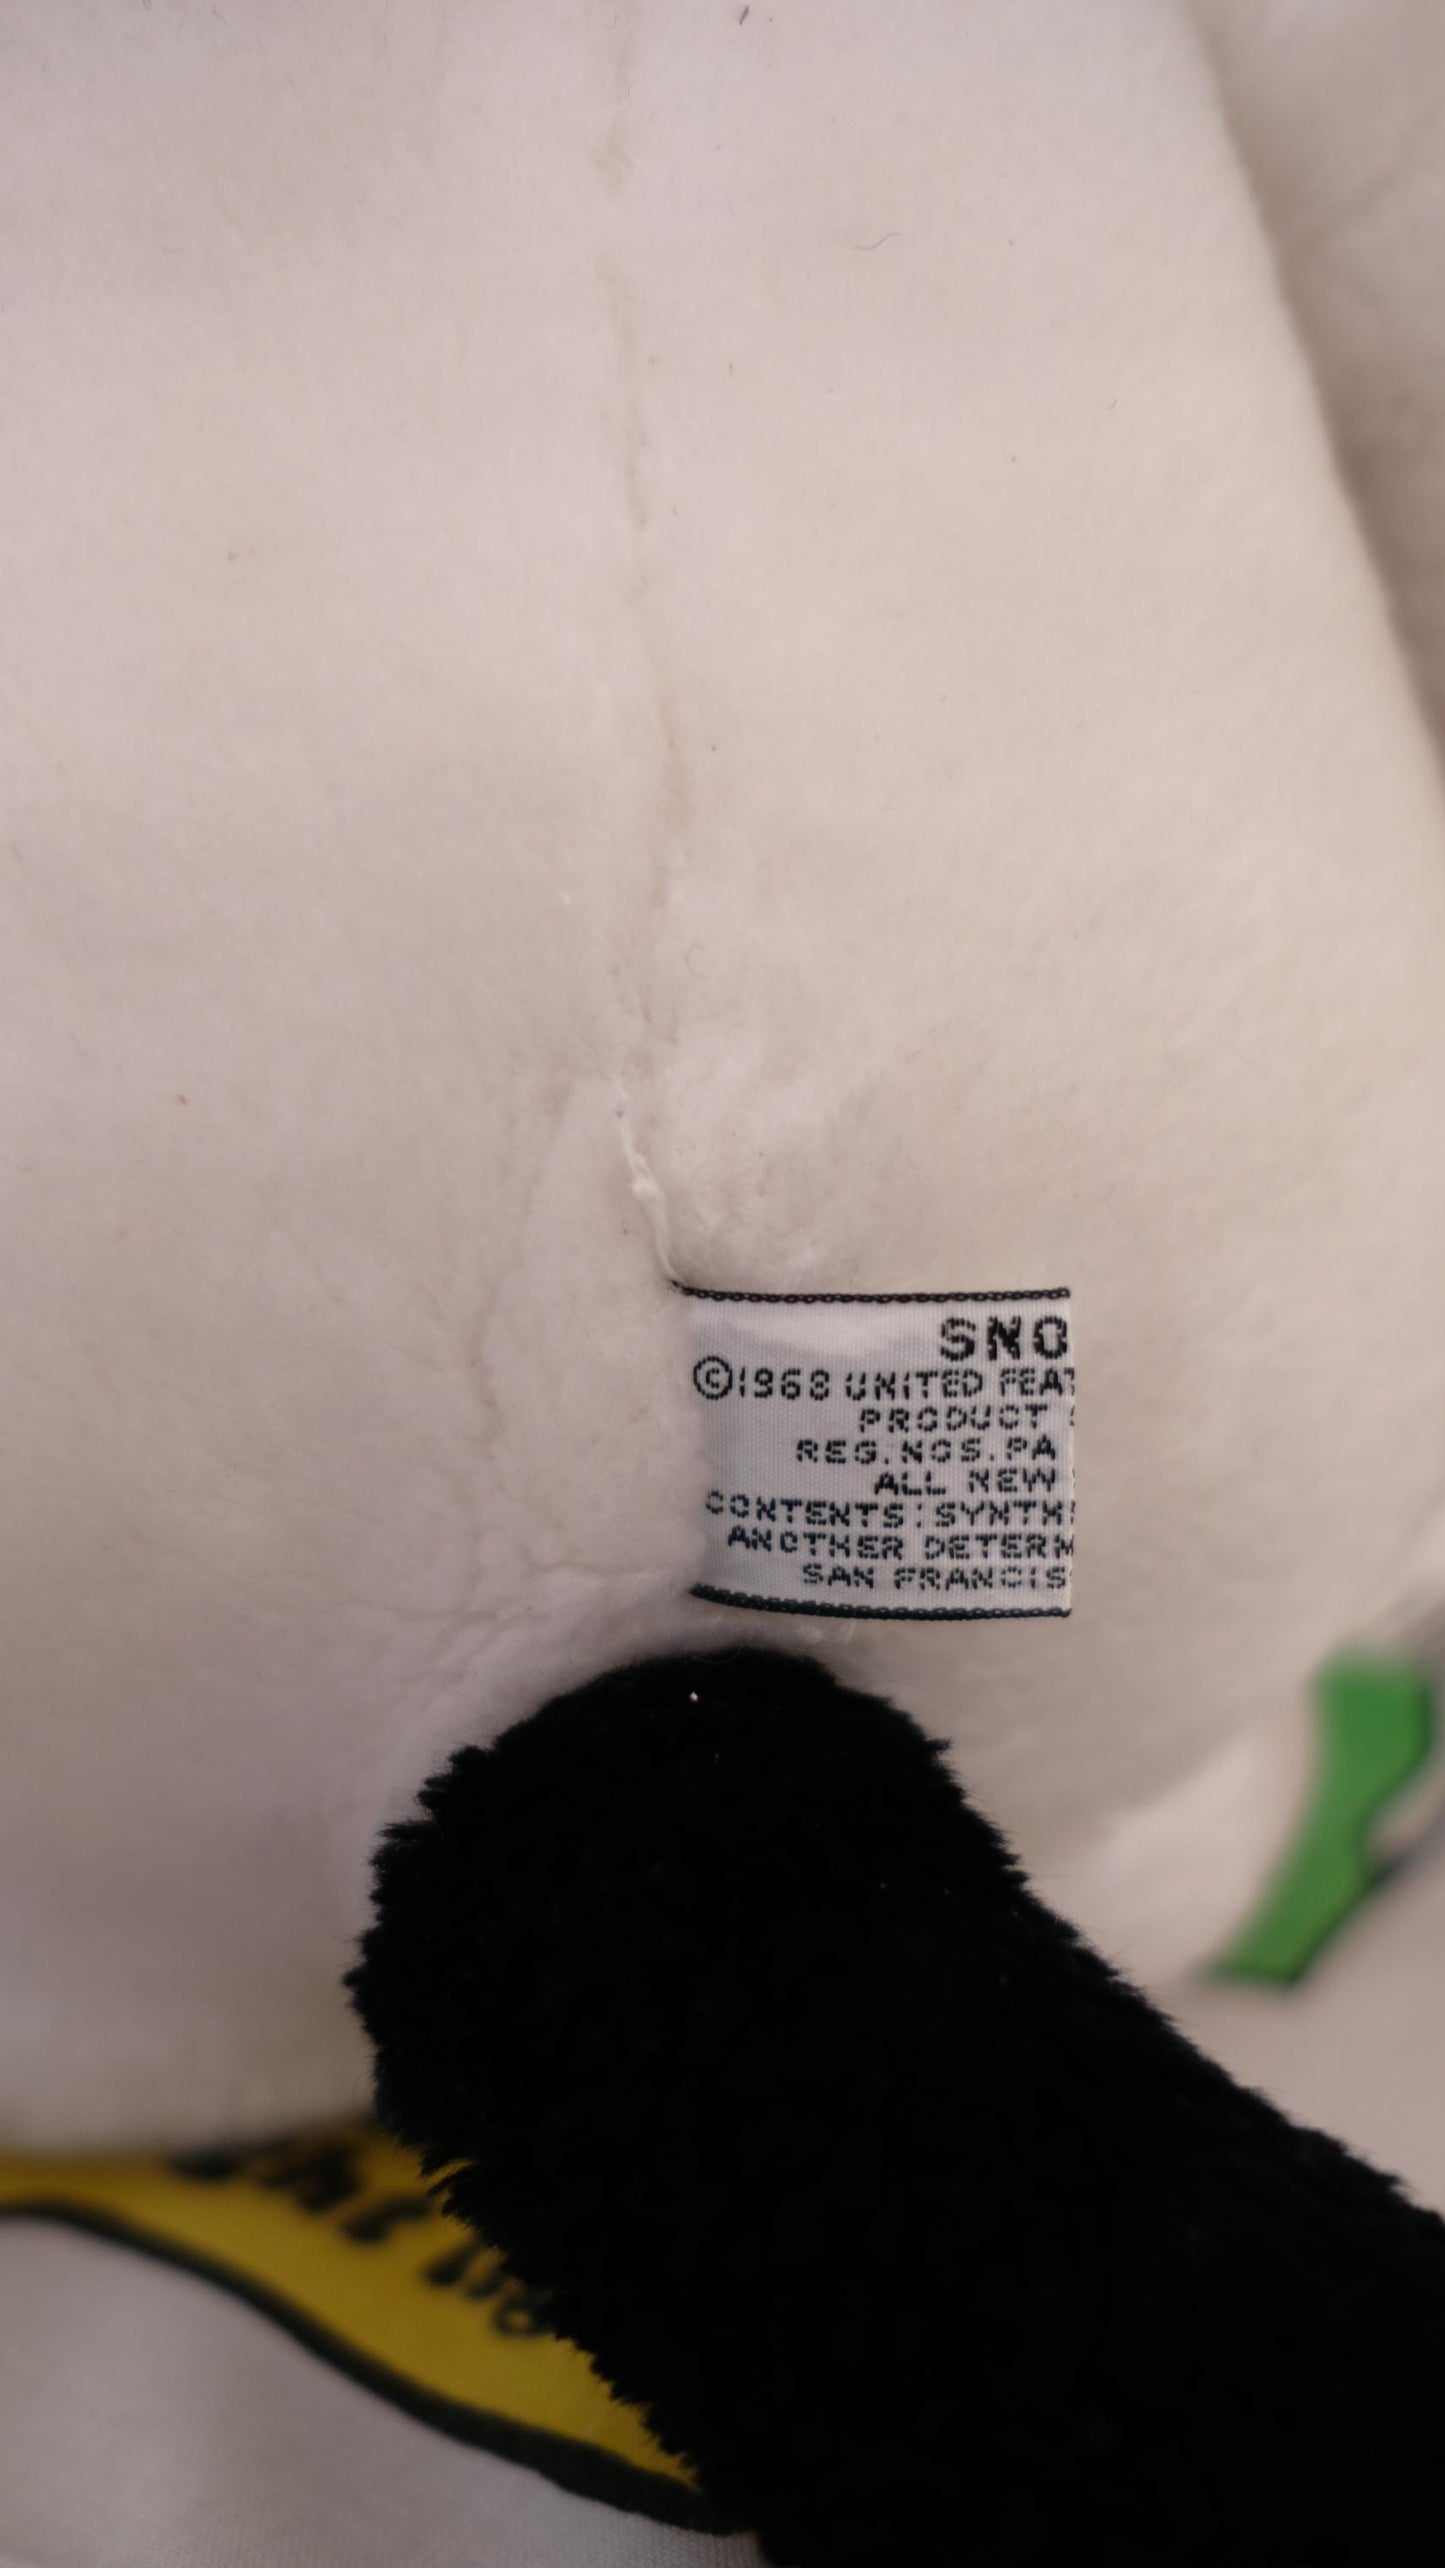 SNO
©1968 UNITED FEAT
PRODUCT
REG. NOS. PA
ALL NEW
CONTENTS: SYNTH
ANOTHER DETERM
SAN FRANCIS